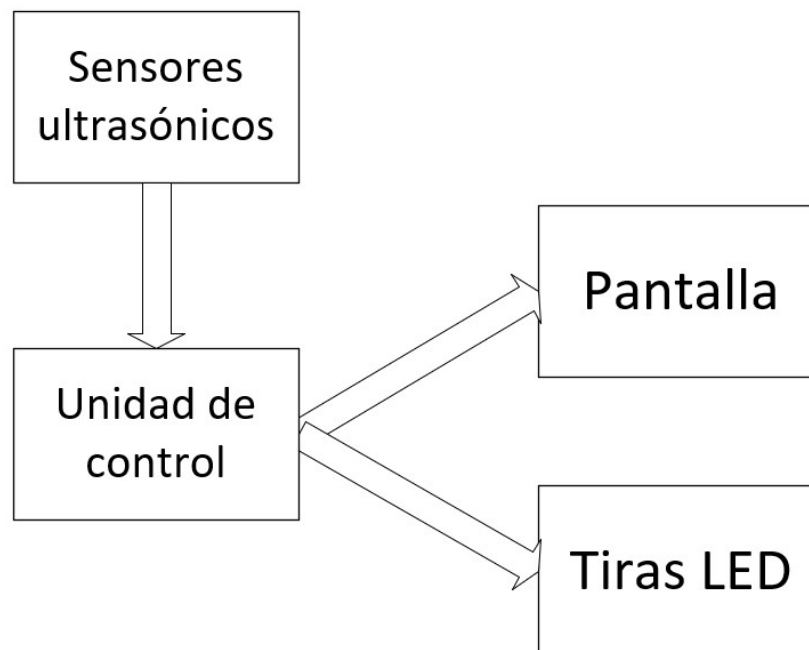 Sensores
ultrasónicos
Pantalla
Unidad de
control
Tiras LED